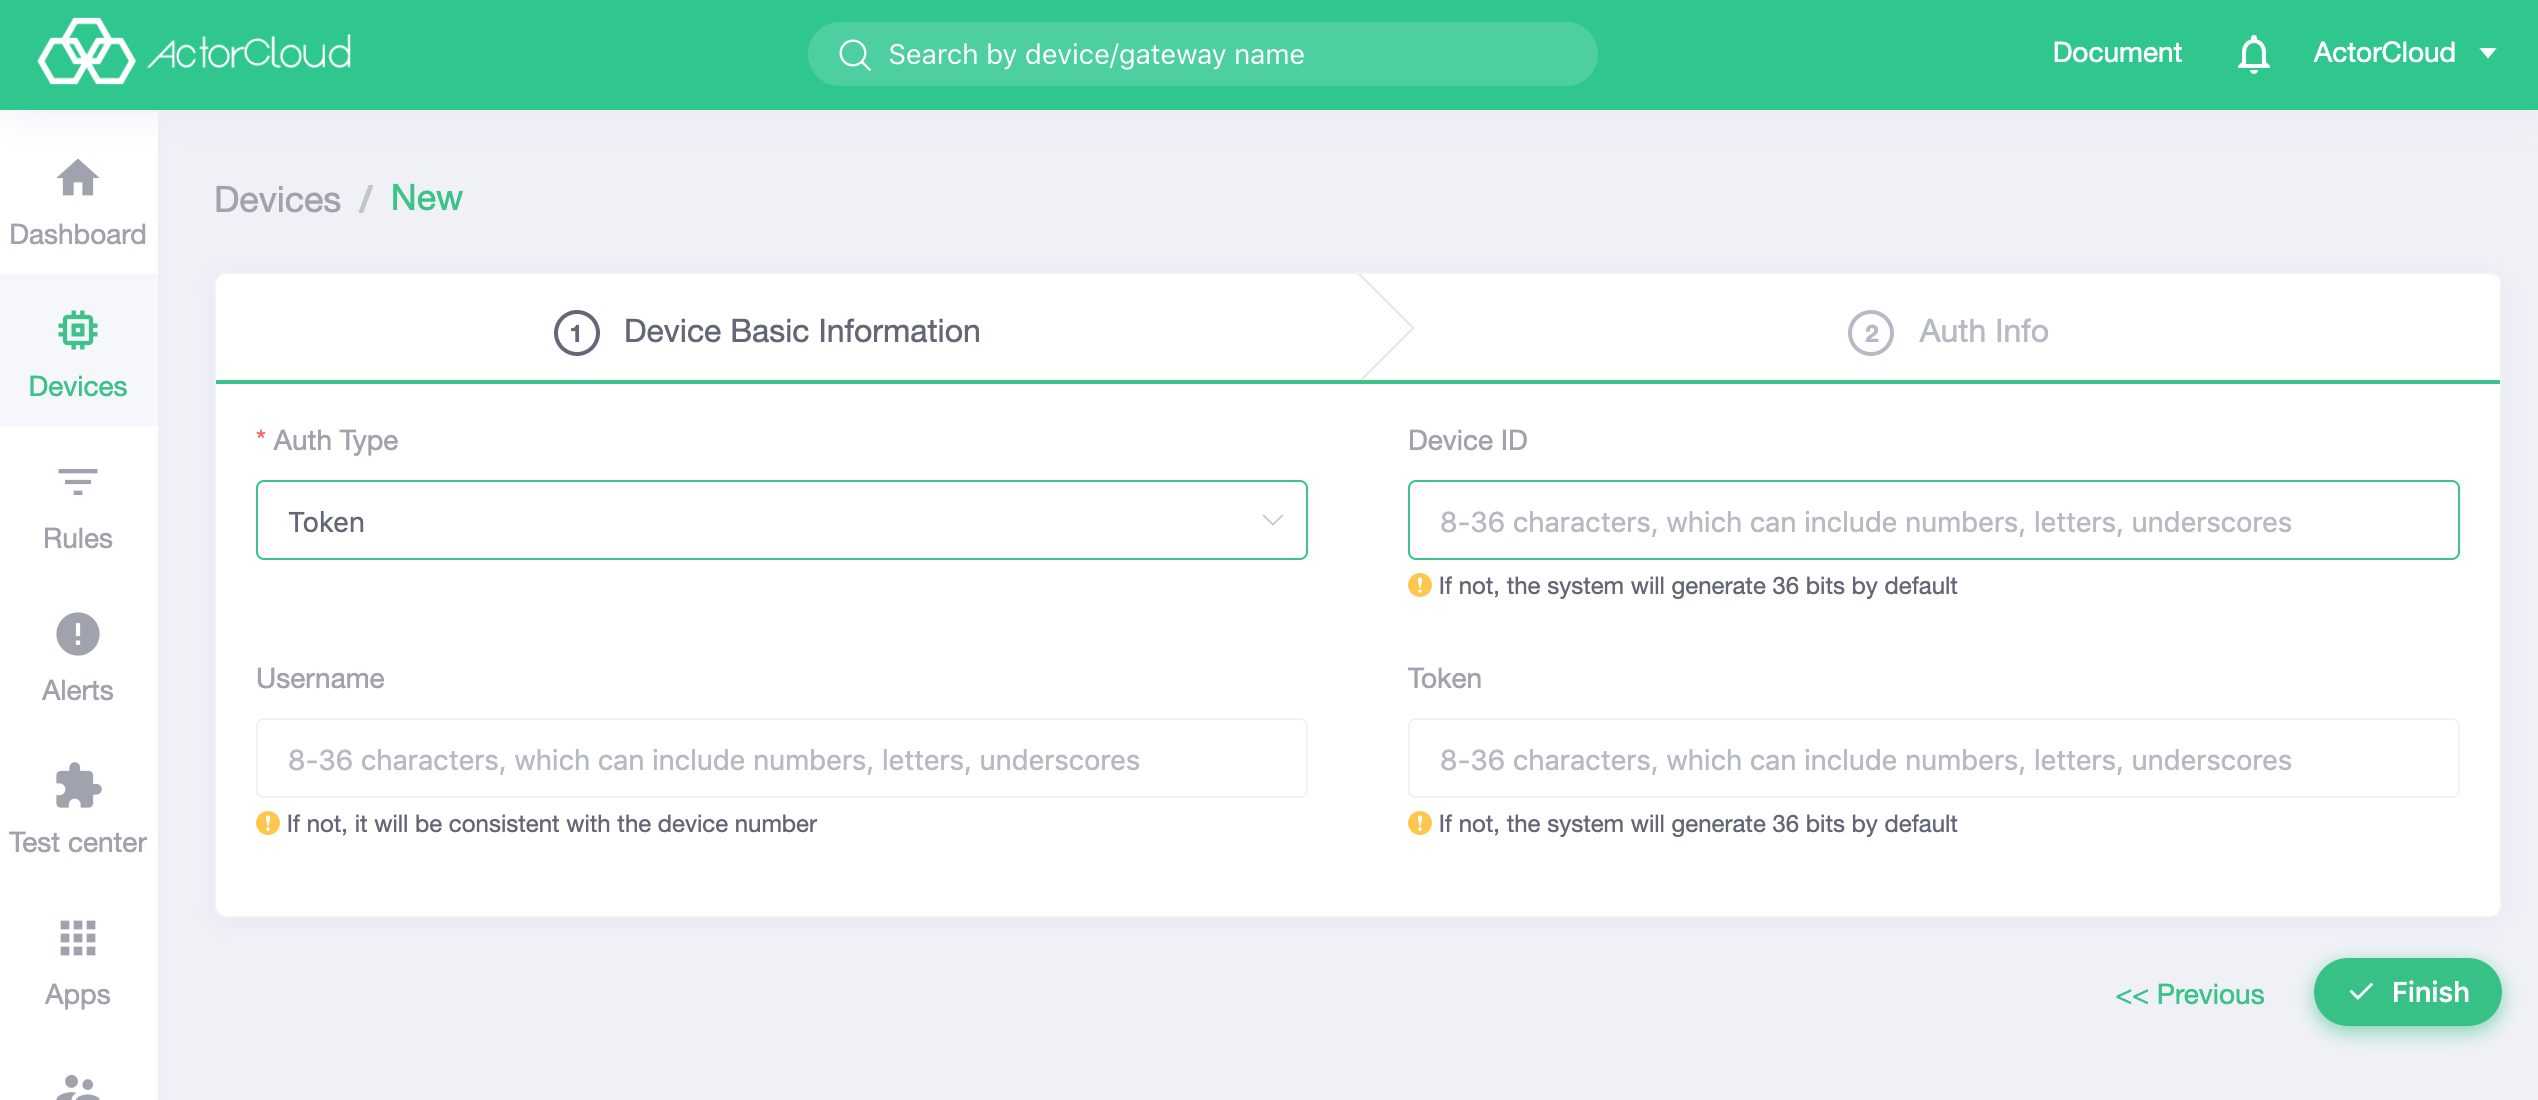 ActorCloud
Search by device/gateway name
Document
ActorCloud
Dashboard
Devices
Rules
Alerts
Test center
Apps
Devices / New
1 Device Basic Information
2 Auth Info
* Auth Type
Token
Device ID
8-36 characters, which can include numbers, letters, underscores
If not, the system will generate 36 bits by default
Username
8-36 characters, which can include numbers, letters, underscores
If not, it will be consistent with the device number
Token
8-36 characters, which can include numbers, letters, underscores
If not, the system will generate 36 bits by default
<< Previous
Finish